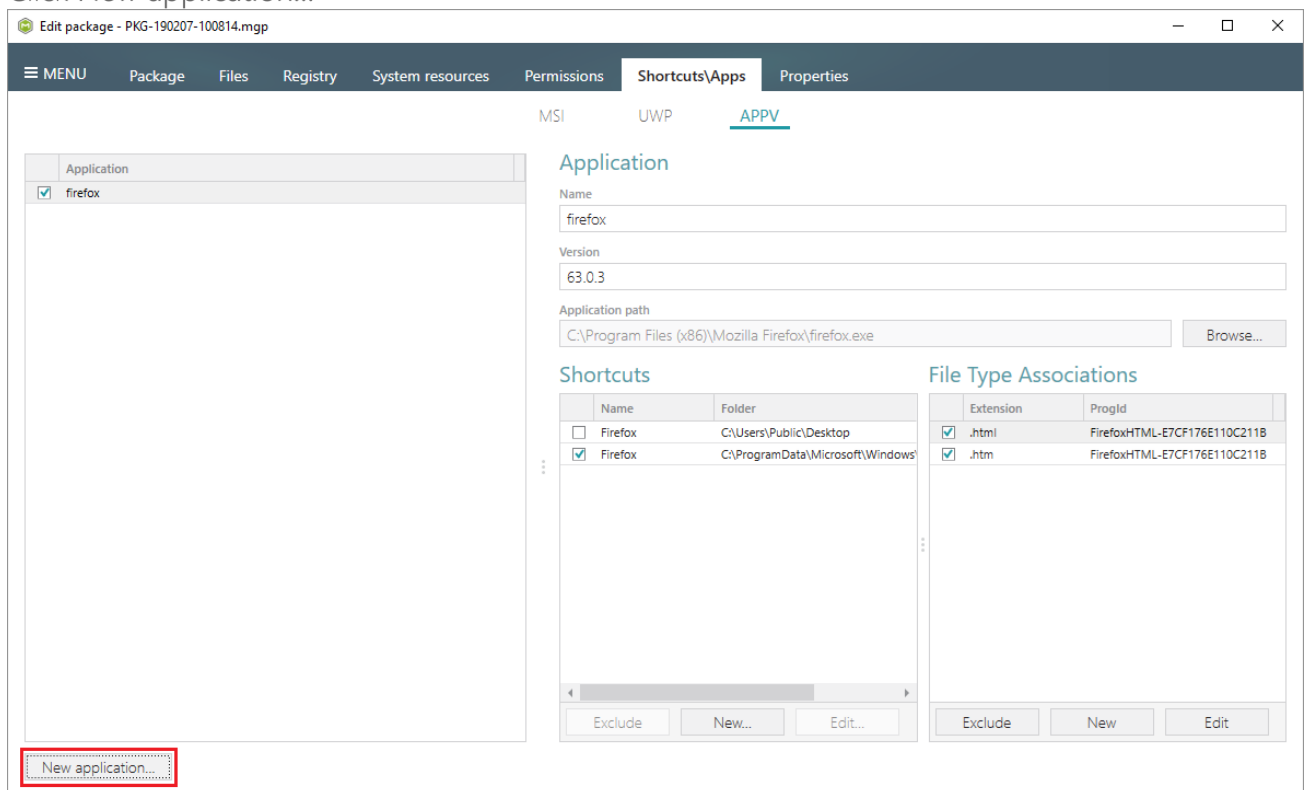 Click New application...
Edit package - PKG-190207-100814.mgp
MENU Package Files Registry System resources Permissions Shortcuts\Apps Properties
MSI UWP APPV
Application
firefox
Application
Name
firefox
Version
63.0.3
Application path
C:\Program Files (x86)\Mozilla Firefox\firefox.exe Browse...
Shortcuts
Name Folder
Firefox C:\Users\Public\Desktop
Firefox C:\ProgramData\Microsoft\Windows\
Exclude New... Edit...
File Type Associations
Extension ProgId
.html FirefoxHTML-E7CF176E110C211B
.htm FirefoxHTML-E7CF176E110C211B
Exclude New Edit
New application...